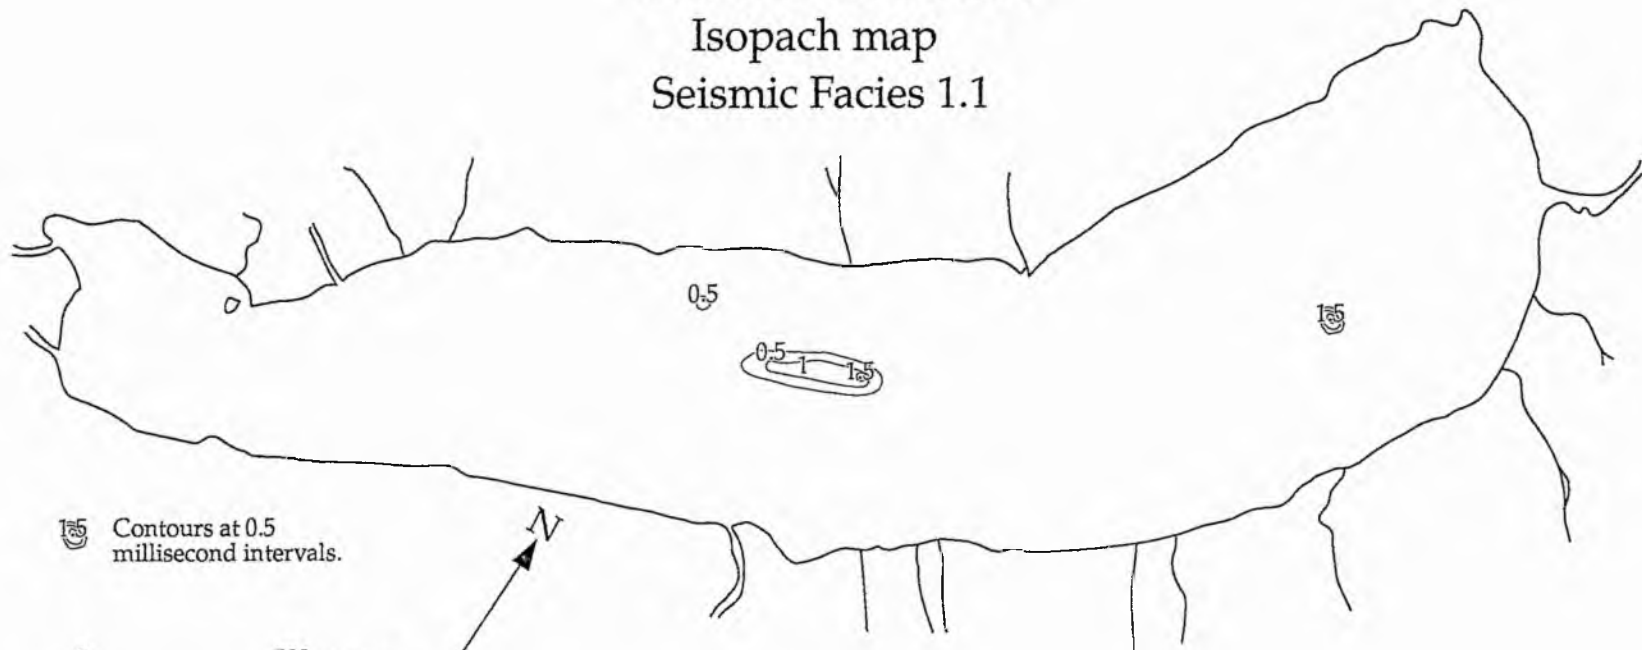 Isopach map
Seismic Facies 1.1
0.5
1.5
0.5
1
1.5
N
1.5 Contours at 0.5
millisecond intervals.